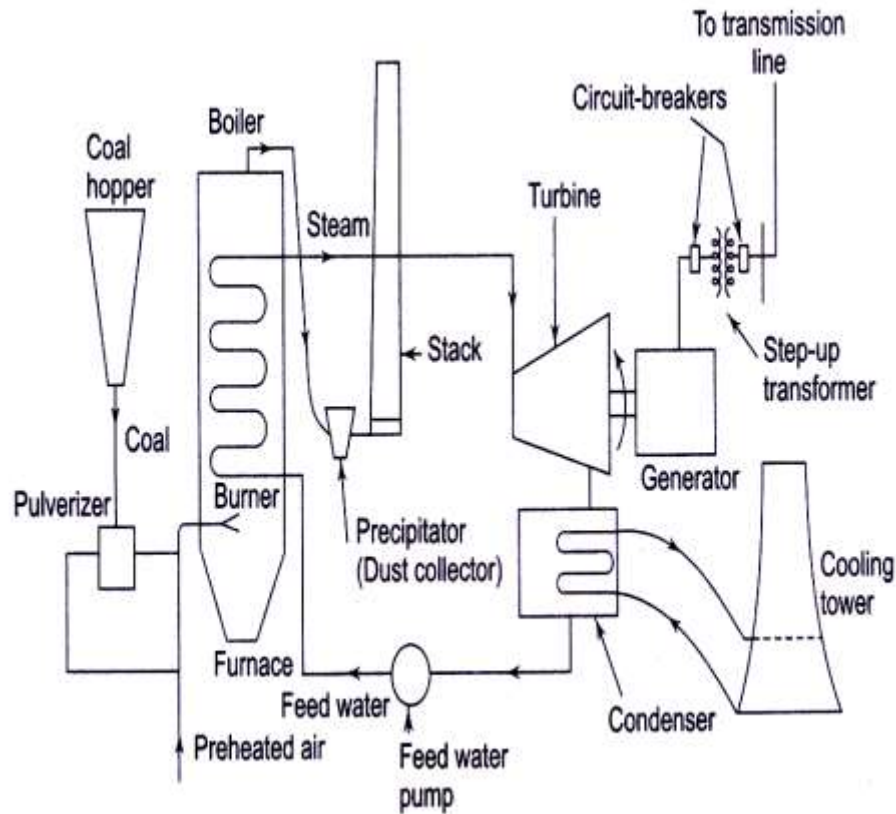 To transmission
line
Circuit-breakers
Boiler
Coal
hopper
Turbine
Steam
Stack
Step-up
transformer
Coal
Generator
Pulverizer
Burner
Precipitator
(Dust collector)
Cooling
tower
Furnace
Feed water
Condenser
Preheated air
Feed water
pump